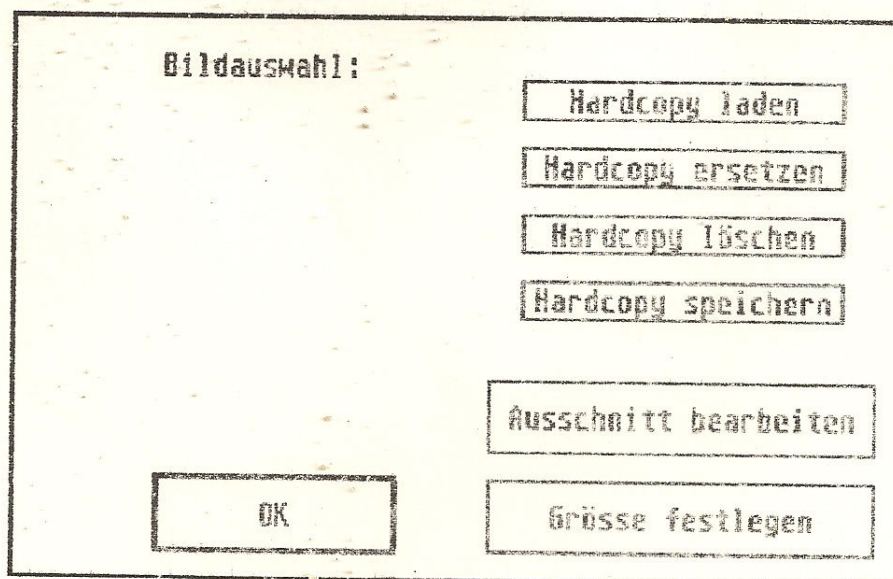 Bildauswahl:
Hardcopy laden
Hardcopy ersetzen
Hardcopy löschen
Hardcopy speichern
Ausschnitt bearbeiten
OK
Grösse festlegen